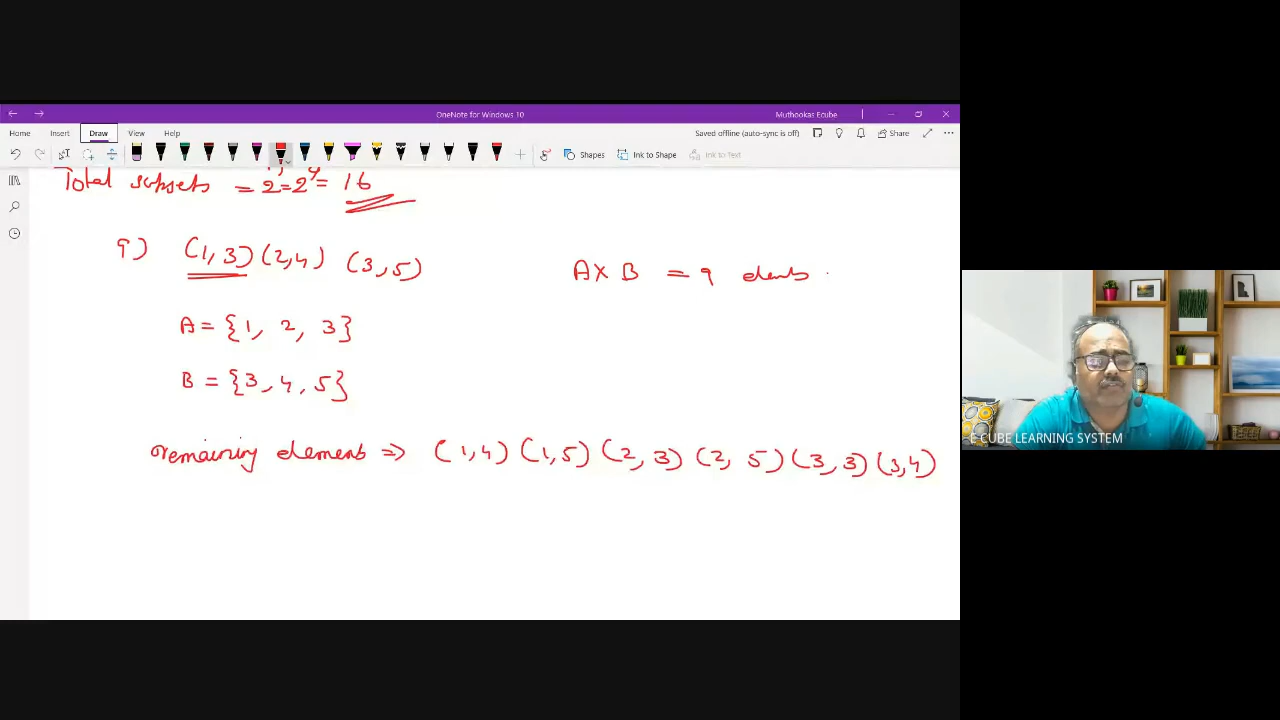 OneNote for Windows 10
Muthookas Ecube
Home Insert Draw View Help
Saved offline (auto-sync is off) Share
Shapes Ink to Shape Ink to Text
Total subsets = 2 = 2⁴ = 16
9) (1, 3) (2, 4) (3, 5)
A × B = 9 elents
A = {1, 2, 3}
B = {3, 4, 5}
remaining element ⇒ (1, 4) (1, 5) (2, 3) (2, 5) (3, 3) (3, 4)
E CUBE LEARNING SYSTEM